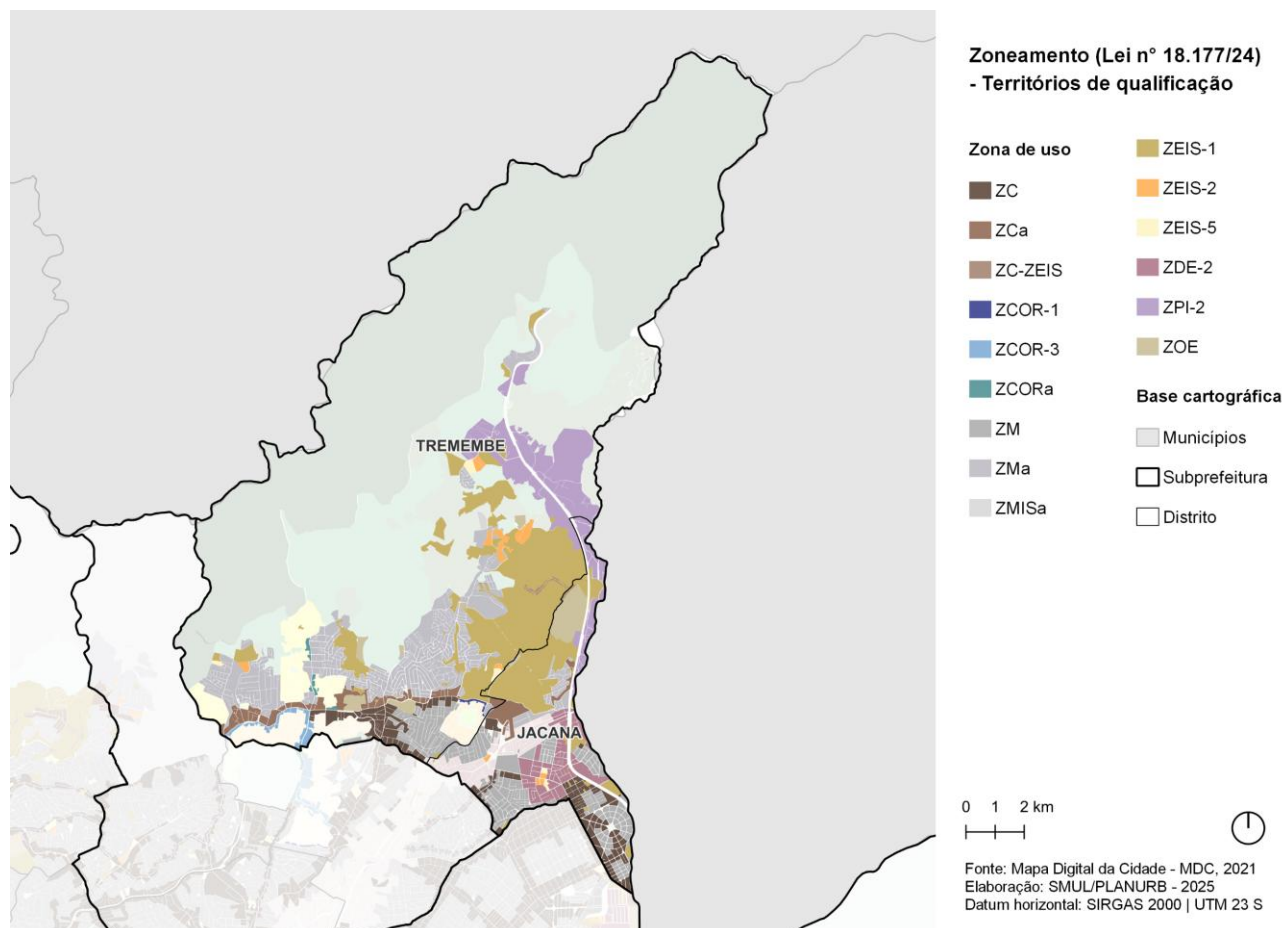 TREMEMBE
JACANA
Zoneamento (Lei n° 18.177/24)
- Territórios de qualificação
Zona de uso
ZC
ZCa
ZC-ZEIS
ZCOR-1
ZCOR-3
ZCORa
ZM
ZMa
ZMISa
ZEIS-1
ZEIS-2
ZEIS-5
ZDE-2
ZPI-2
ZOE
Base cartográfica
Municípios
Subprefeitura
Distrito
0 1 2 km
Fonte: Mapa Digital da Cidade - MDC, 2021
Elaboração: SMUL/PLANURB - 2025
Datum horizontal: SIRGAS 2000 | UTM 23 S